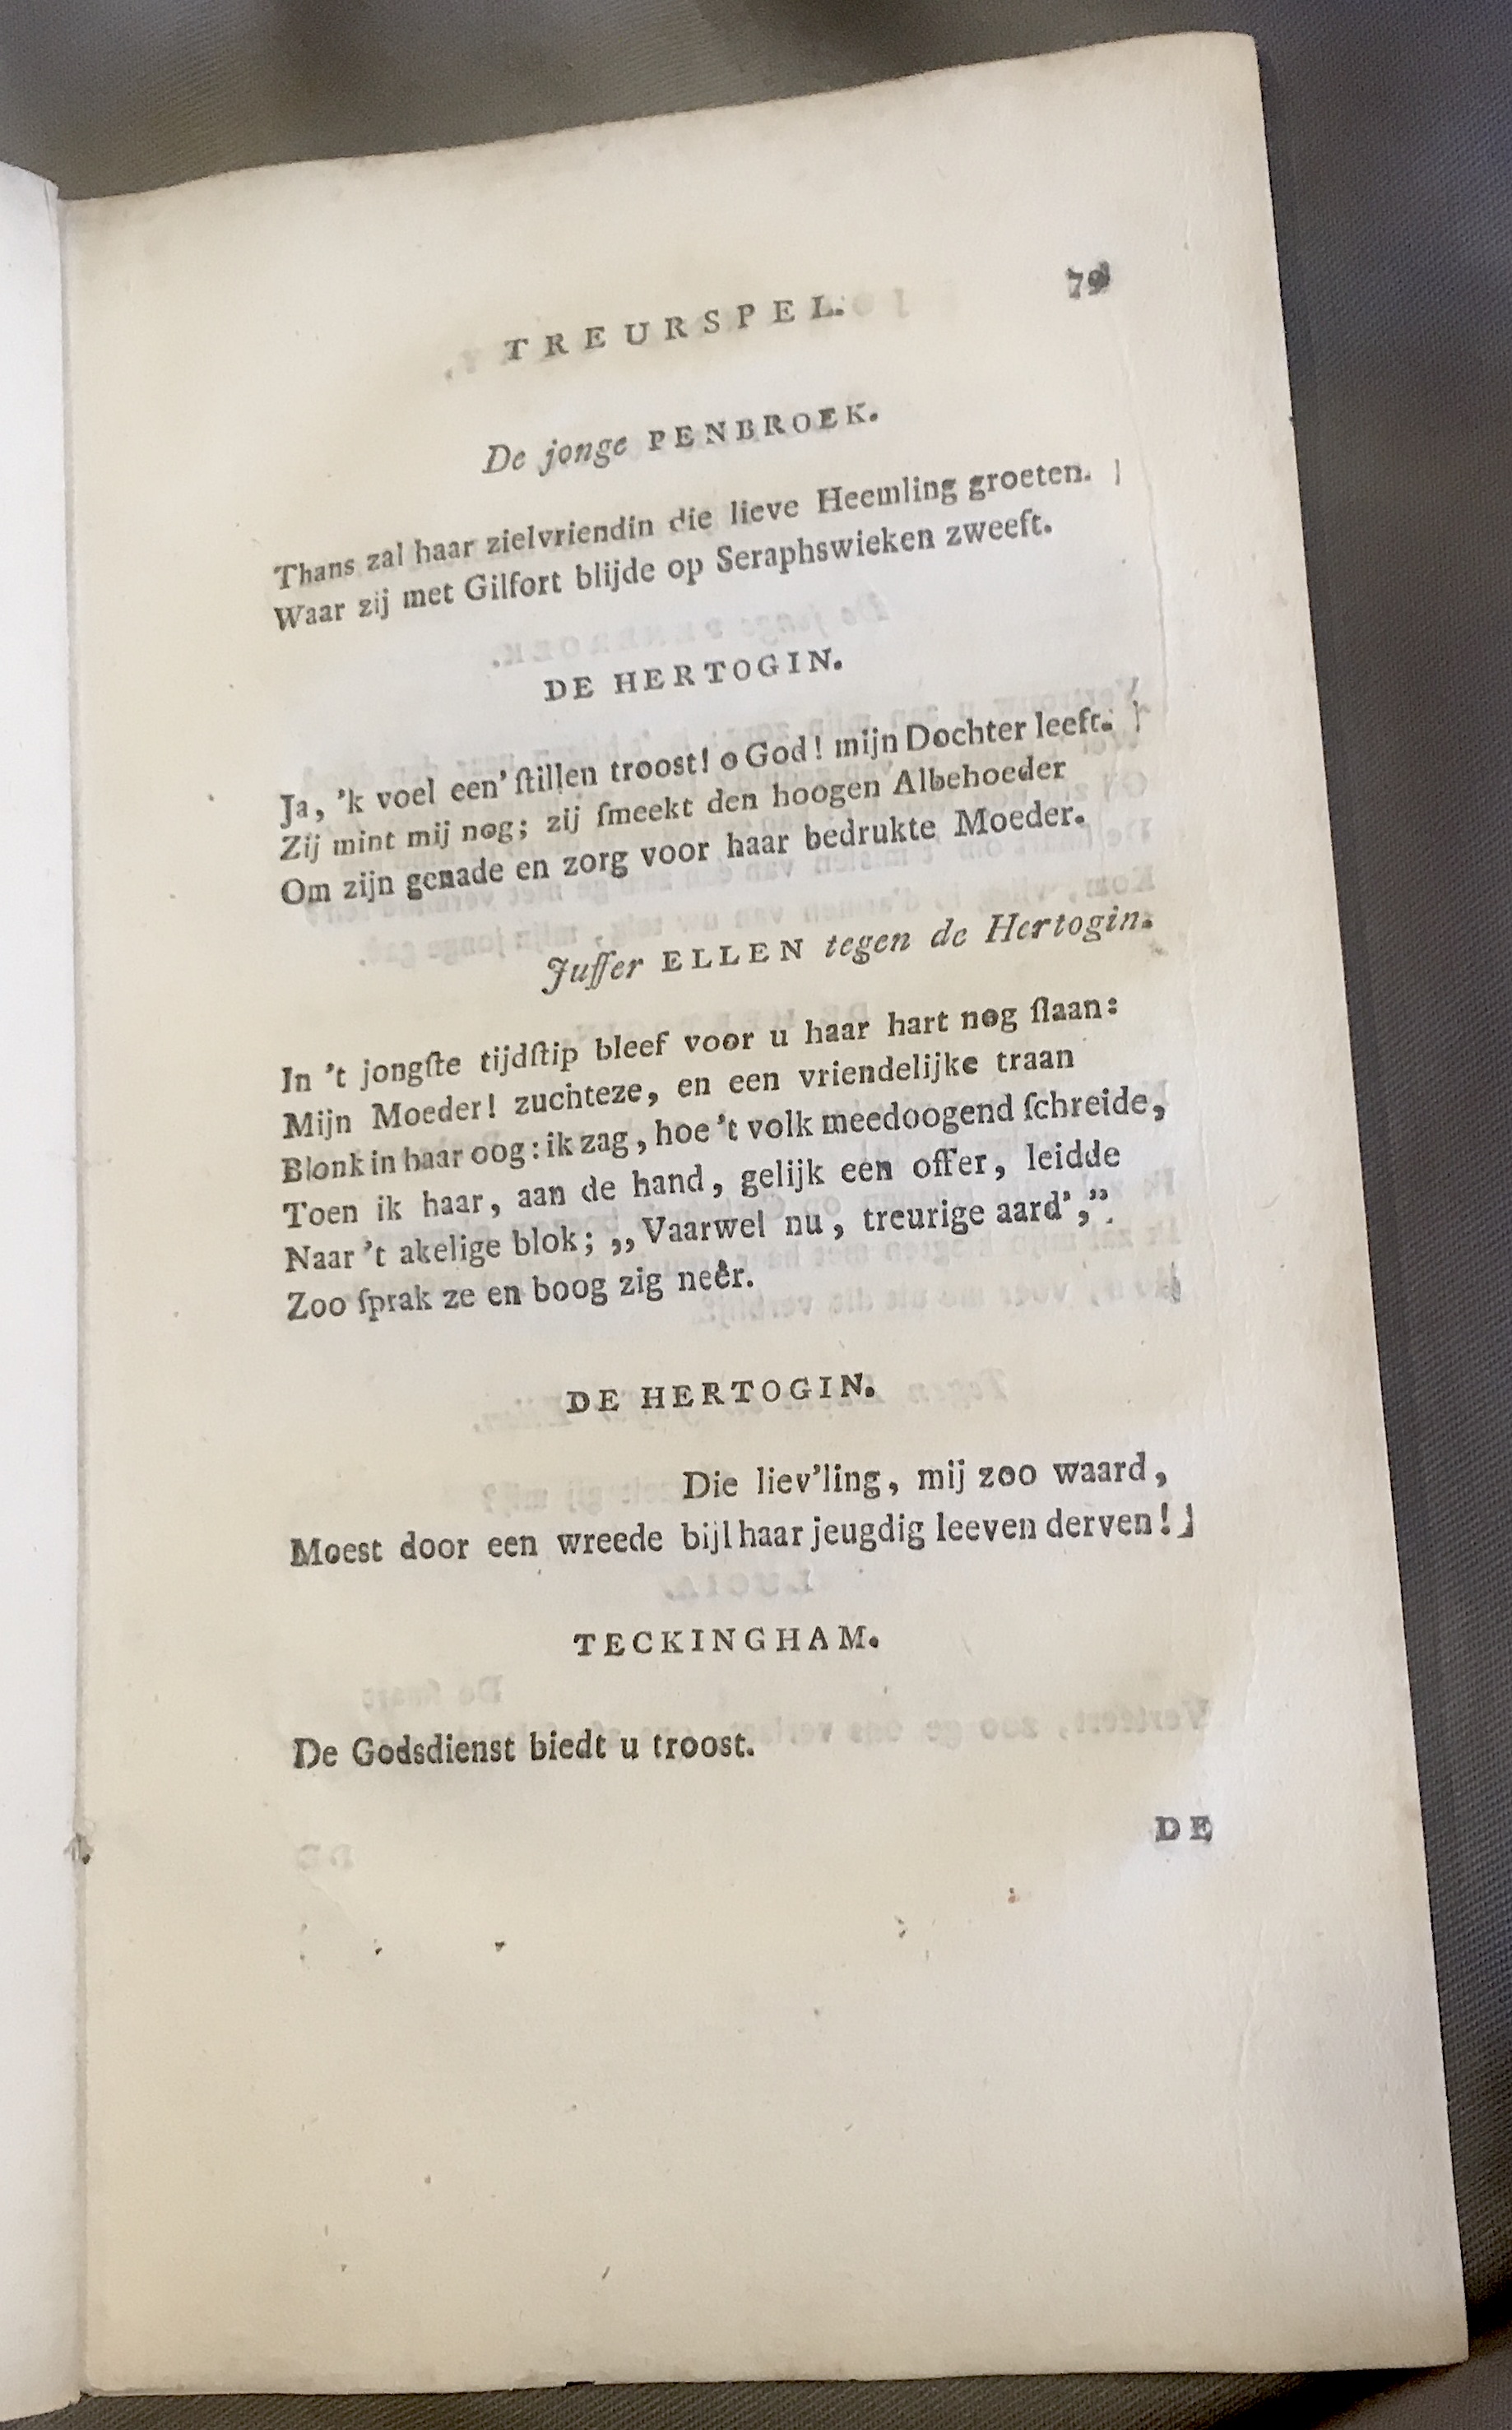 TREURSPEL. 79
De jonge PENBROEK.
Thans zal haar zielvriendin die lieve Heemling groeten.
Waar zij met Gilfort blijde op Seraphswieken zweeft.
DE HERTOGIN.
Ja, 'k voel een' ſtillen troost! o God! mijn Dochter leeft.
Zij mint mij nog; zij ſmeekt den hoogen Albehoeder
Om zijn genade en zorg voor haar bedrukte Moeder.
Juſſer ELLEN tegen de Hertogin.
In 't jongſte tijdſtip bleef voor u haar hart nog ſlaan:
Mijn Moeder! zuchteze, en een vriendelijke traan
Blonk in haar oog: ik zag, hoe 't volk meedoogend ſchreide,
Toen ik haar, aan de hand, gelijk een offer, leidde
Naar 't akelige blok; „Vaarwel nu, treurige aard',”
Zoo ſprak ze en boog zig neêr.
DE HERTOGIN.
Die liev'ling, mij zoo waard,
Moest door een wreede bijl haar jeugdig leeven derven!
TECKINGHAM.
De Godsdienst biedt u troost.
DE